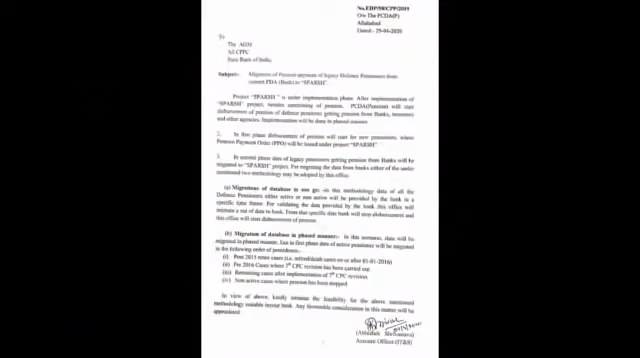 No.EDP/98/CPP/2019
O/o The PCDA(P)
Allahabad
Dated:- 29-04-2020
To
The AGM
All CPPC
State Bank of India.
Subject:- Migration of Pension payment of legacy Defence Pensioners from
current PDA (Bank) to "SPARSH".
Project "SPARSH" is under implementation phase. After implementation of
"SPARSH" project, besides sanctioning of pension, PCDA(Pension) will start
disbursement of pension of defence pensioners getting pension from Banks, treasuries
and other agencies. Implementation will be done in phased manner.
2. In first phase disbursement of pension will start for new pensioners, where
Pension Payment Order (PPO) will be issued under project "SPARSH".
3. In second phase data of legacy pensioners getting pension from Banks will be
migrated to "SPARSH" project. For migrating the data from banks either of the under
mentioned two methodology may be adopted by this office.
(a) Migrations of database in one go:- in this methodology data of all the
Defence Pensioners either active or non active will be provided by the bank in a
specific time frame. For validating the data provided by the bank this office will
intimate a cut of date to bank. From that specific date bank will stop disbursement and
this office will start disbursement of pension.
(b) Migration of database in phased manner:- In this scenario, data will be
migrated in phased manner, Een in first phase data of active pensioner will be migrated
in the following order of precedence:-
(i) Post 2015 retire cases (i.e. retired/death cases on or after 01-01-2016)
(ii) Pre 2016 Cases where 7th CPC revision has been carried out.
(iii) Remaining cases after implementation of 7th CPC revision
(iv) Non active cases where pension has been stopped
In view of above, kindly intimate the feasibility for the above mentioned
methodology suitable in your bank. Any favourable consideration in this matter will be
appreciated.
(Abhishek Shrivastava)
Account Officer (IT&S)